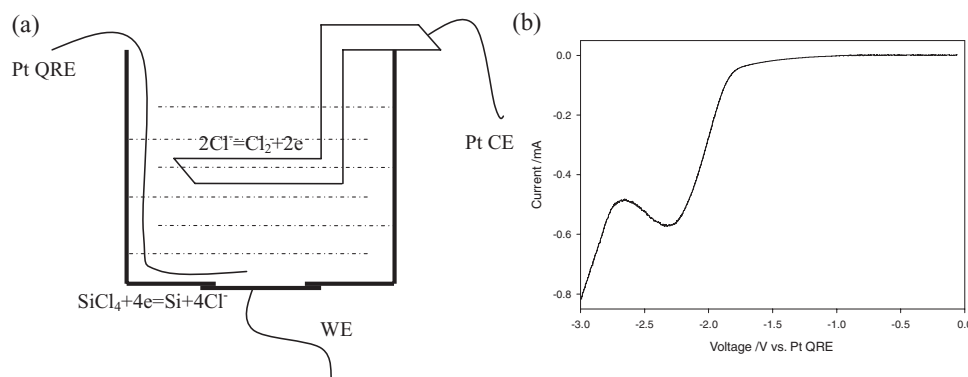 (a)
Pt QRE
2Cl⁻=Cl₂+2e
Pt CE
SiCl₄+4e=Si+4Cl⁻
WE
(b)
0.0
-0.2
-0.4
-0.6
-0.8
Current /mA
-3.0 -2.5 -2.0 -1.5 -1.0 -0.5 0.0
Voltage /V vs. Pt QRE